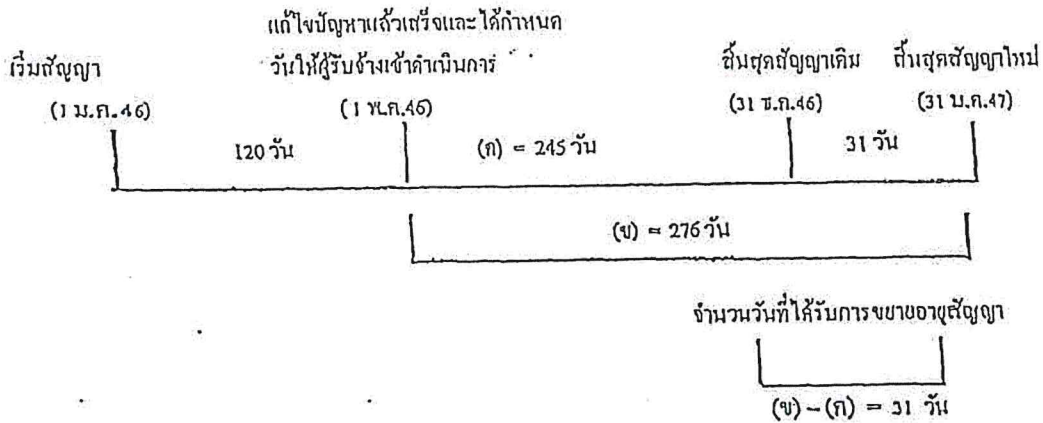 แก้ไขปัญหาแล้วเสร็จและได้กำหนด
วันให้ผู้รับจ้างเข้าดำเนินการ
เริ่มสัญญา
สิ้นสุดสัญญาเดิม
สิ้นสุดสัญญาใหม่
(1 ม.ค.46)
(1 พ.ค.46)
(31 ธ.ค.46)
(31 ม.ค.47)
120 วัน
(ก) = 245 วัน
31 วัน
(ข) = 276 วัน
จำนวนวันที่ได้รับการขยายอายุสัญญา
(ข) – (ก) = 31 วัน